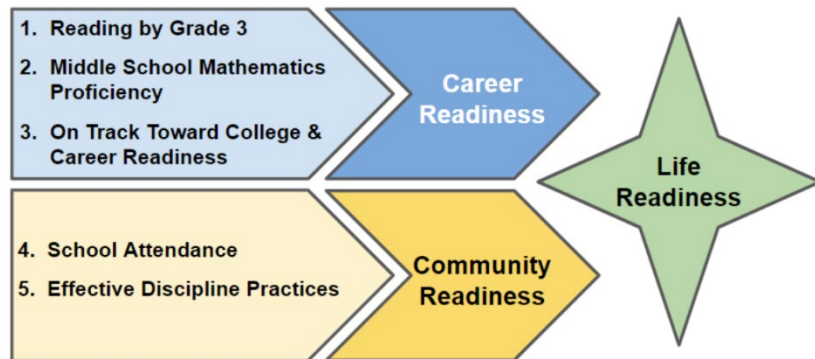 1. Reading by Grade 3
2. Middle School Mathematics
Proficiency
3. On Track Toward College &
Career Readiness
Career
Readiness
4. School Attendance
5. Effective Discipline Practices
Community
Readiness
Life
Readiness